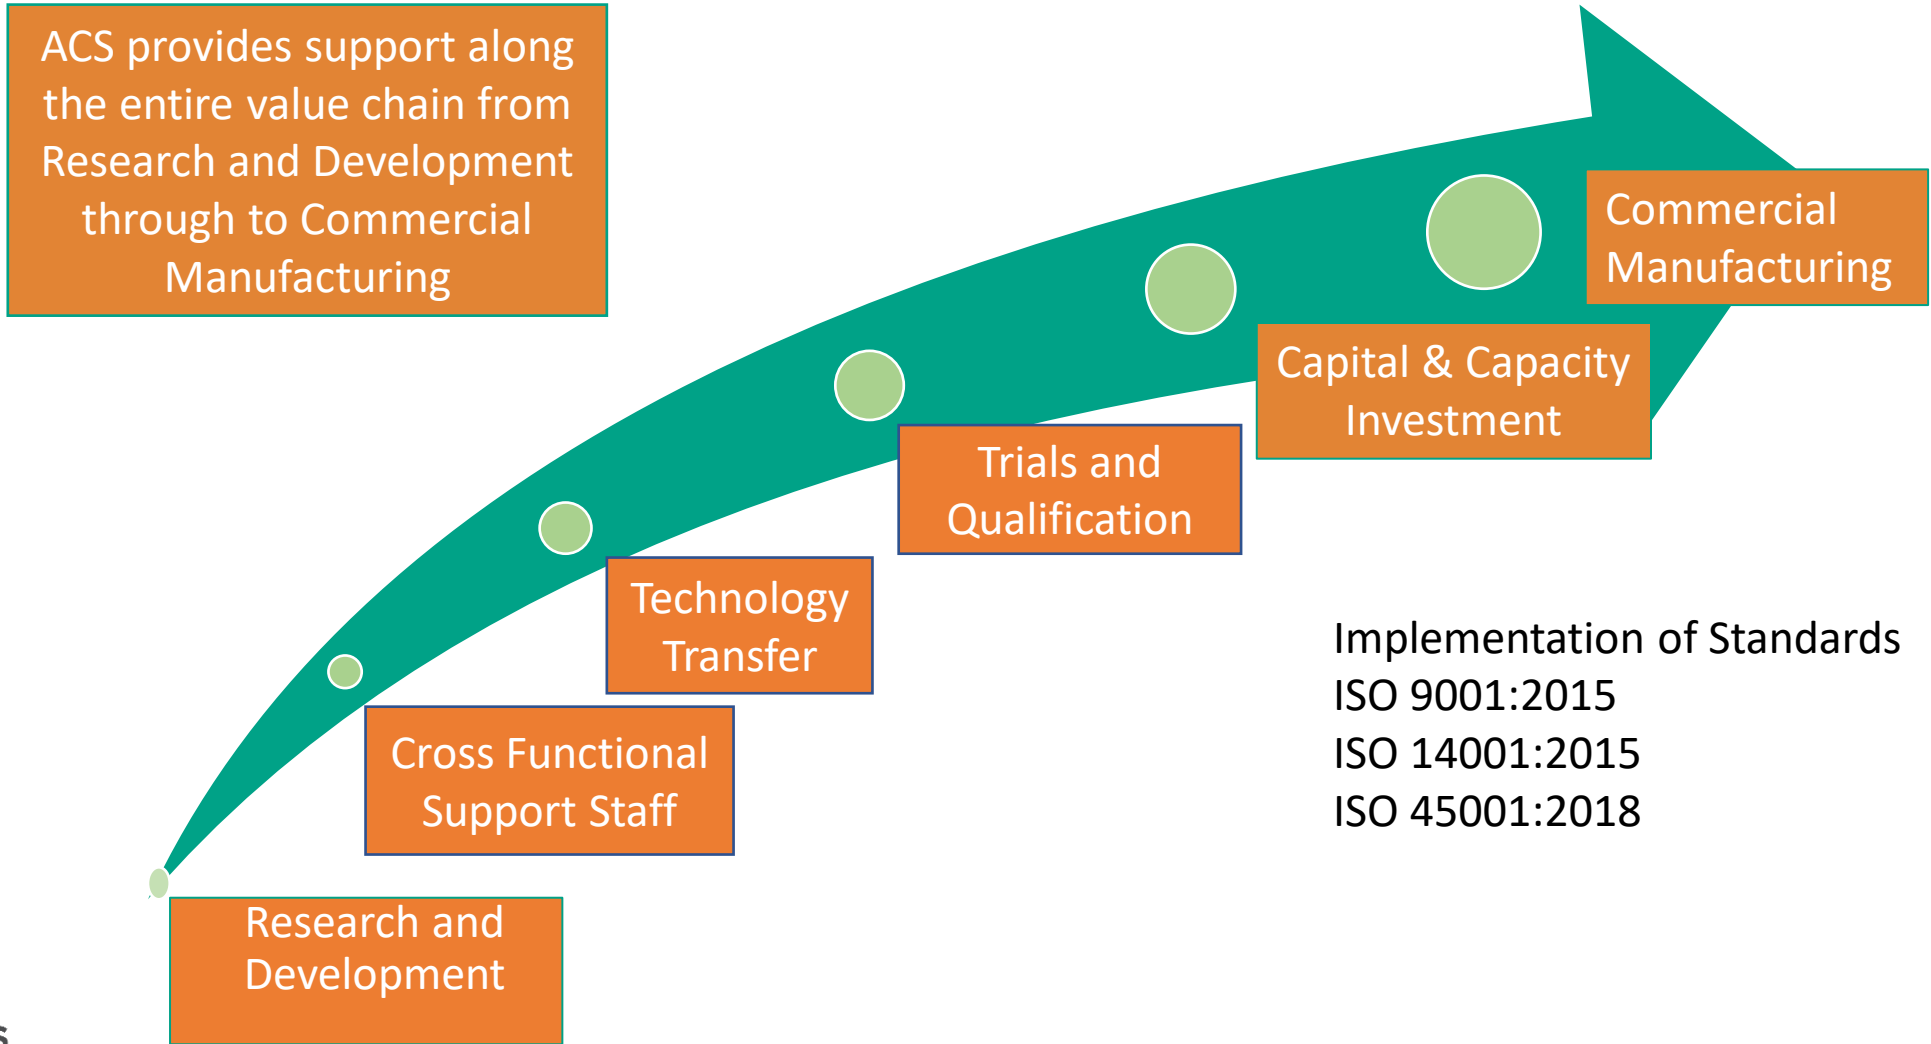 ACS provides support along
the entire value chain from
Research and Development
through to Commercial
Manufacturing
Commercial
Manufacturing
Capital & Capacity
Investment
Trials and
Qualification
Technology
Transfer
Cross Functional
Support Staff
Research and
Development
Implementation of Standards
ISO 9001:2015
ISO 14001:2015
ISO 45001:2018
s